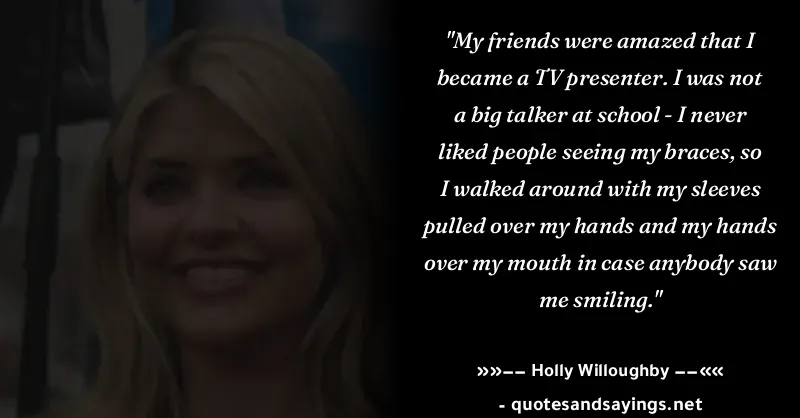 "My friends were amazed that I
became a TV presenter. I was not
a big talker at school - I never
liked people seeing my braces, so
I walked around with my sleeves
pulled over my hands and my hands
over my mouth in case anybody saw
me smiling."
»»−− Holly Willoughby −−««
- quotesandsayings.net